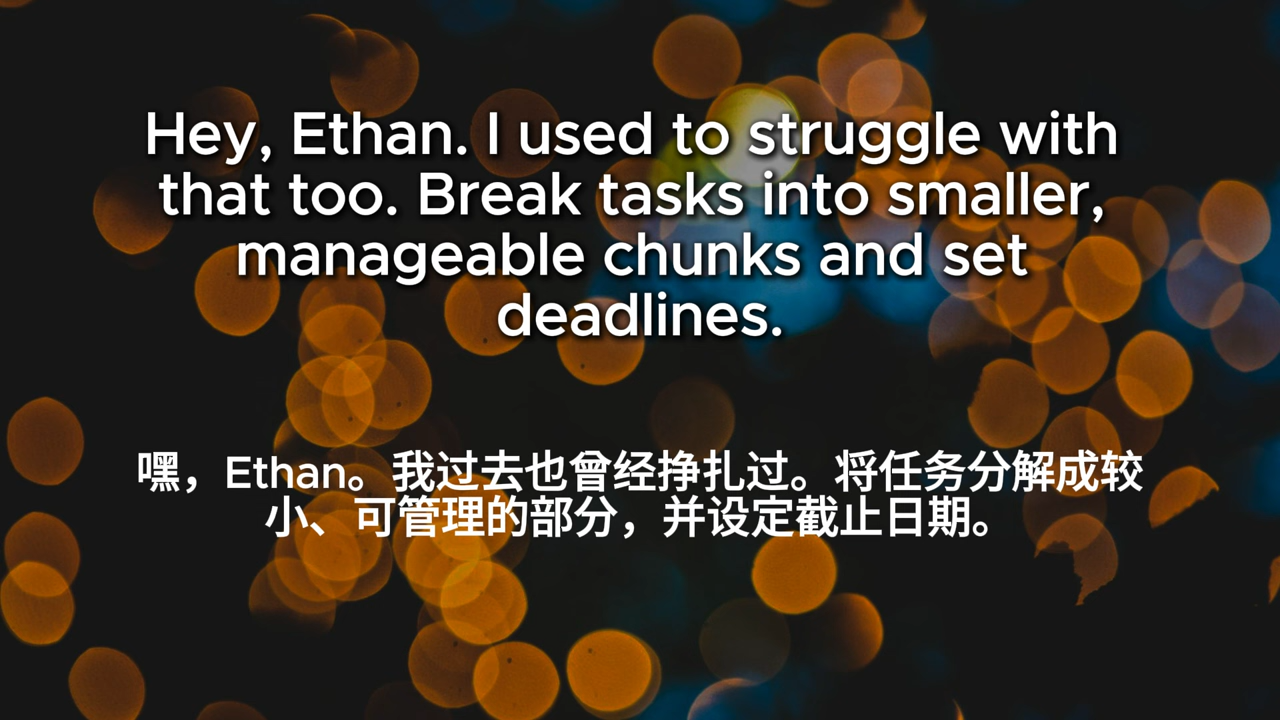 Hey, Ethan. I used to struggle with
that too. Break tasks into smaller,
manageable chunks and set
deadlines.
嘿，Ethan。我过去也曾经挣扎过。将任务分解成较
小、可管理的部分，并设定截止日期。